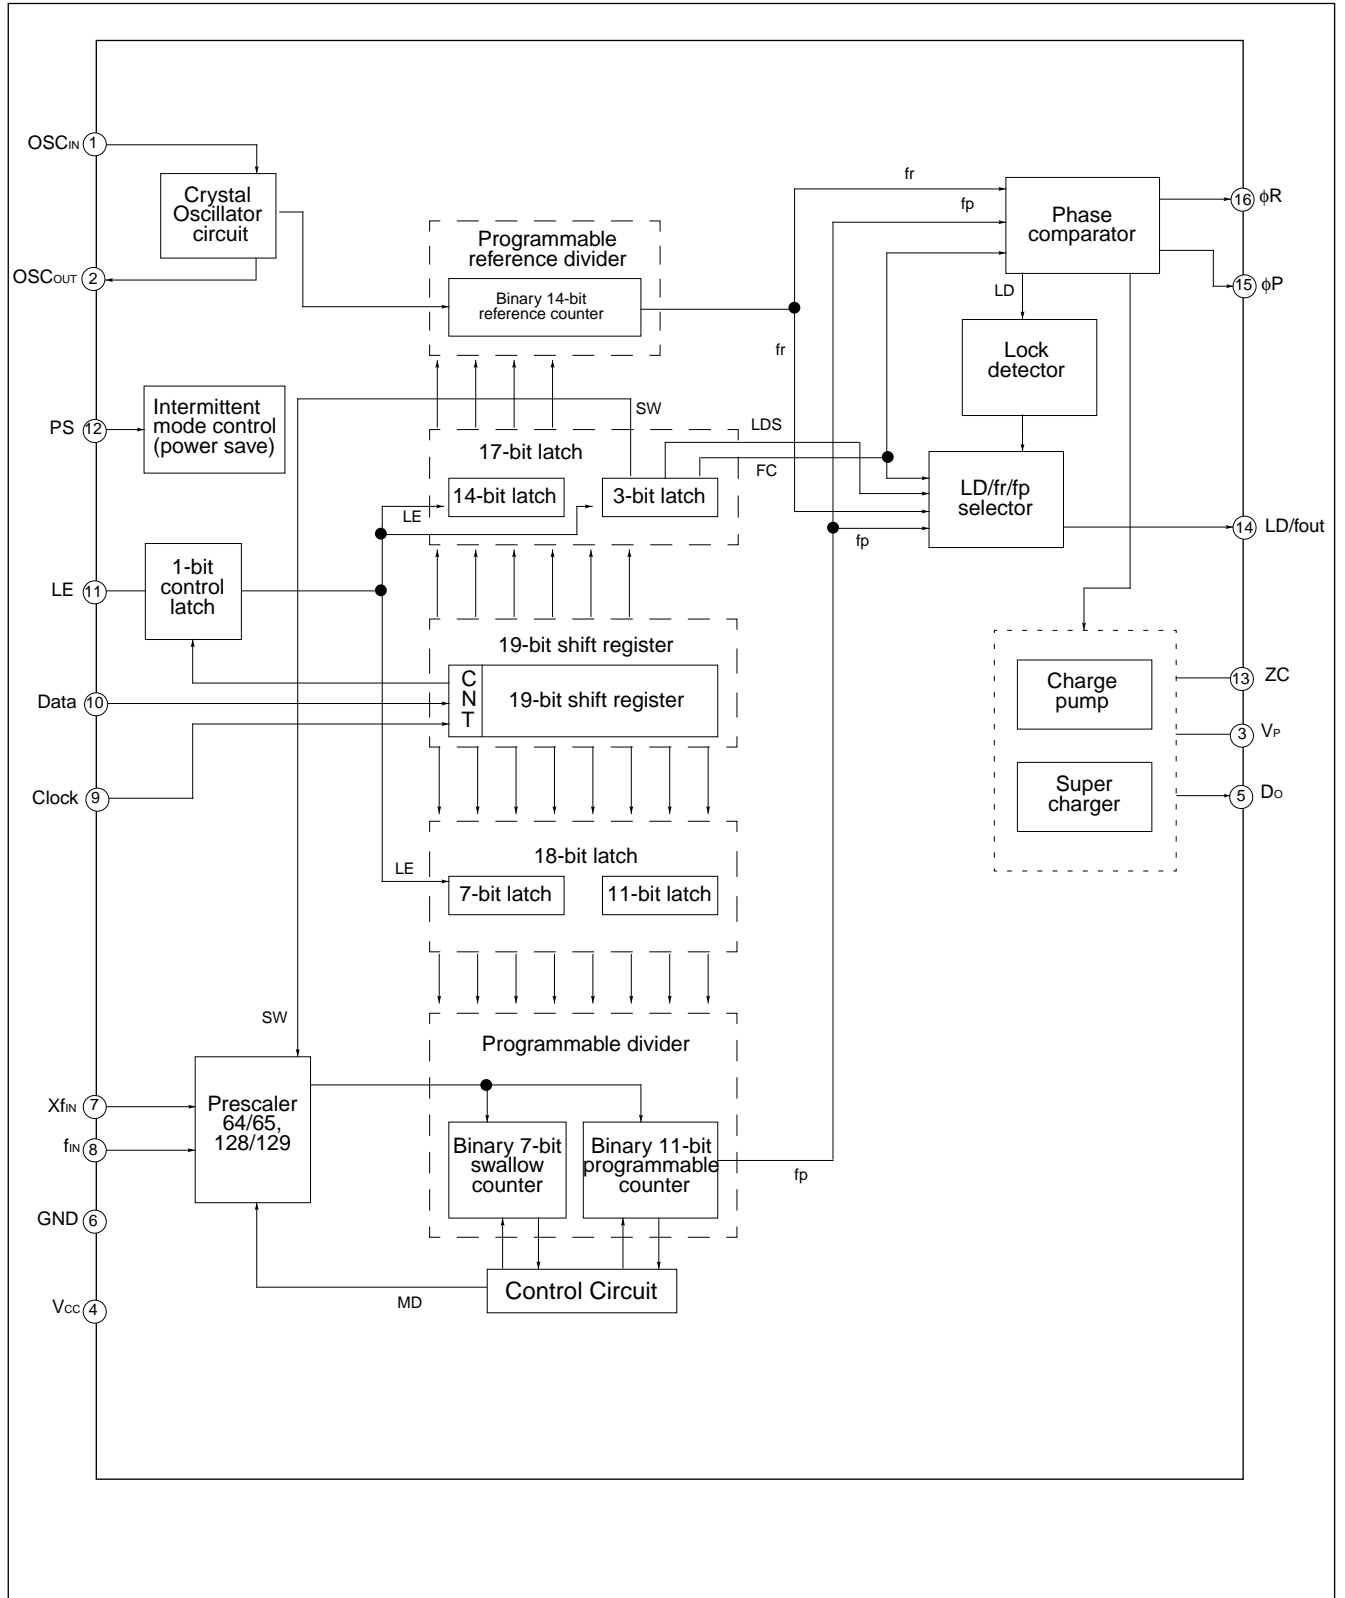 OSCIN 1
Crystal
Oscillator
circuit
OSCOUT 2
Programmable
reference divider
Binary 14-bit
reference counter
fr
fp
Phase
comparator
16 ϕR
15 ϕP
LD
fr
Lock
detector
PS 12
Intermittent
mode control
(power save)
SW
LDS
FC
17-bit latch
14-bit latch
3-bit latch
LE
LD/fr/fp
selector
fp
14 LD/fout
LE 11
1-bit
control
latch
19-bit shift register
C
N
T
19-bit shift register
Data 10
Clock 9
Charge
pump
Super
charger
13 ZC
3 VP
5 DO
18-bit latch
LE
7-bit latch
11-bit latch
SW
Programmable divider
XfIN 7
fIN 8
Prescaler
64/65,
128/129
Binary 7-bit
swallow
counter
Binary 11-bit
programmable
counter
fp
GND 6
Control Circuit
MD
VCC 4